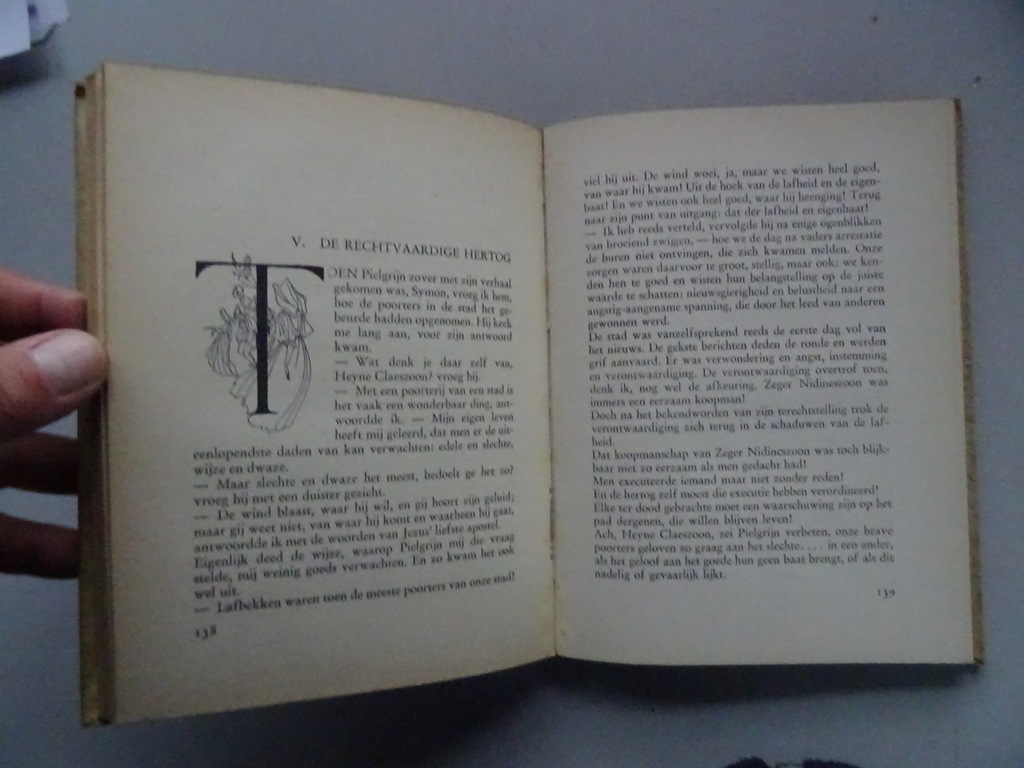 V. DE RECHTVAARDIGE HERTOG
TOEN Pielgrijn zover met zijn verhaal
gekomen was, Symon, vroeg ik hem,
hoe de poorters in de stad het ge-
beurde hadden opgenomen. Hij keek
me lang aan, voor zijn antwoord
kwam.
— Wat denk je daar zelf van,
Heyne Claeszoon? vroeg hij.
— Met een poorterij van een stad is
het vaak een wonderbaar ding, ant-
woordde ik. — Mijn eigen leven
heeft mij geleerd, dat men er de uit-
eenlopendste daden van kan verwachten: edele en slechte,
wijze en dwaze.
— Maar slechte en dwaze het meest, bedoelt ge het zo?
vroeg hij met een duister gezicht.
— De wind blaast, waar hij wil, en gij hoort zijn geluid;
maar gij weet niet, van waar hij komt en waarheen hij gaat,
antwoordde ik met de woorden van Jezus' liefste apostel.
Eigenlijk deed de wijze, waarop Pielgrijn mij die vraag
stelde, mij weinig goeds verwachten. En zo kwam het ook
wel uit.
— Lafbekken waren toen de meeste poorters van onze stad!
138
viel hij uit. De wind woei, ja, maar we wisten heel goed,
van waar hij kwam! Uit de hoek van de lafheid en de eigen-
baat! En we wisten ook heel goed, waar hij heenging! Terug
naar zijn punt van uitgang: dat der lafheid en eigenbaat!
— Ik heb reeds verteld, vervolgde hij na enige ogenblikken
van broeiend zwijgen, — hoe we de dag na vaders arrestatie
de buren niet ontvingen, die zich kwamen melden. Onze
zorgen waren daarvoor te groot, stellig, maar ook: we ken-
den hen te goed en wisten hun belangstelling op de juiste
waarde te schatten: nieuwsgierigheid en belustheid naar een
angstig-aangename spanning, die door het leed van anderen
gewonnen werd.
De stad was vanzelfsprekend reeds de eerste dag vol van
het nieuws. De gekste berichten deden de ronde en werden
grif aanvaard. Er was verwondering en angst, instemming
en verontwaardiging. De verontwaardiging overtrof toen,
denk ik, nog wel de afkeuring. Zeger Nidineszoon was
immers een eerzaam koopman!
Doch na het bekendworden van zijn terechtstelling trok de
verontwaardiging zich terug in de schaduwen van de laf-
heid.
Dat koopmanschap van Zeger Nidineszoon was toch blijk-
baar niet zo eerzaam als men gedacht had!
Men executeerde iemand maar niet zonder reden!
En de hertog zelf moest die executie hebben verordineerd!
Elke ter dood gebrachte moet een waarschuwing zijn op het
pad dergenen, die willen blijven leven!
Ach, Heyne Claeszoon, zei Pielgrijn verbeten, onze brave
poorters geloven zo graag aan het slechte.... in een ander,
als het geloof aan het goede hun geen baat brengt, of als dit
nadelig of gevaarlijk lijkt.
139